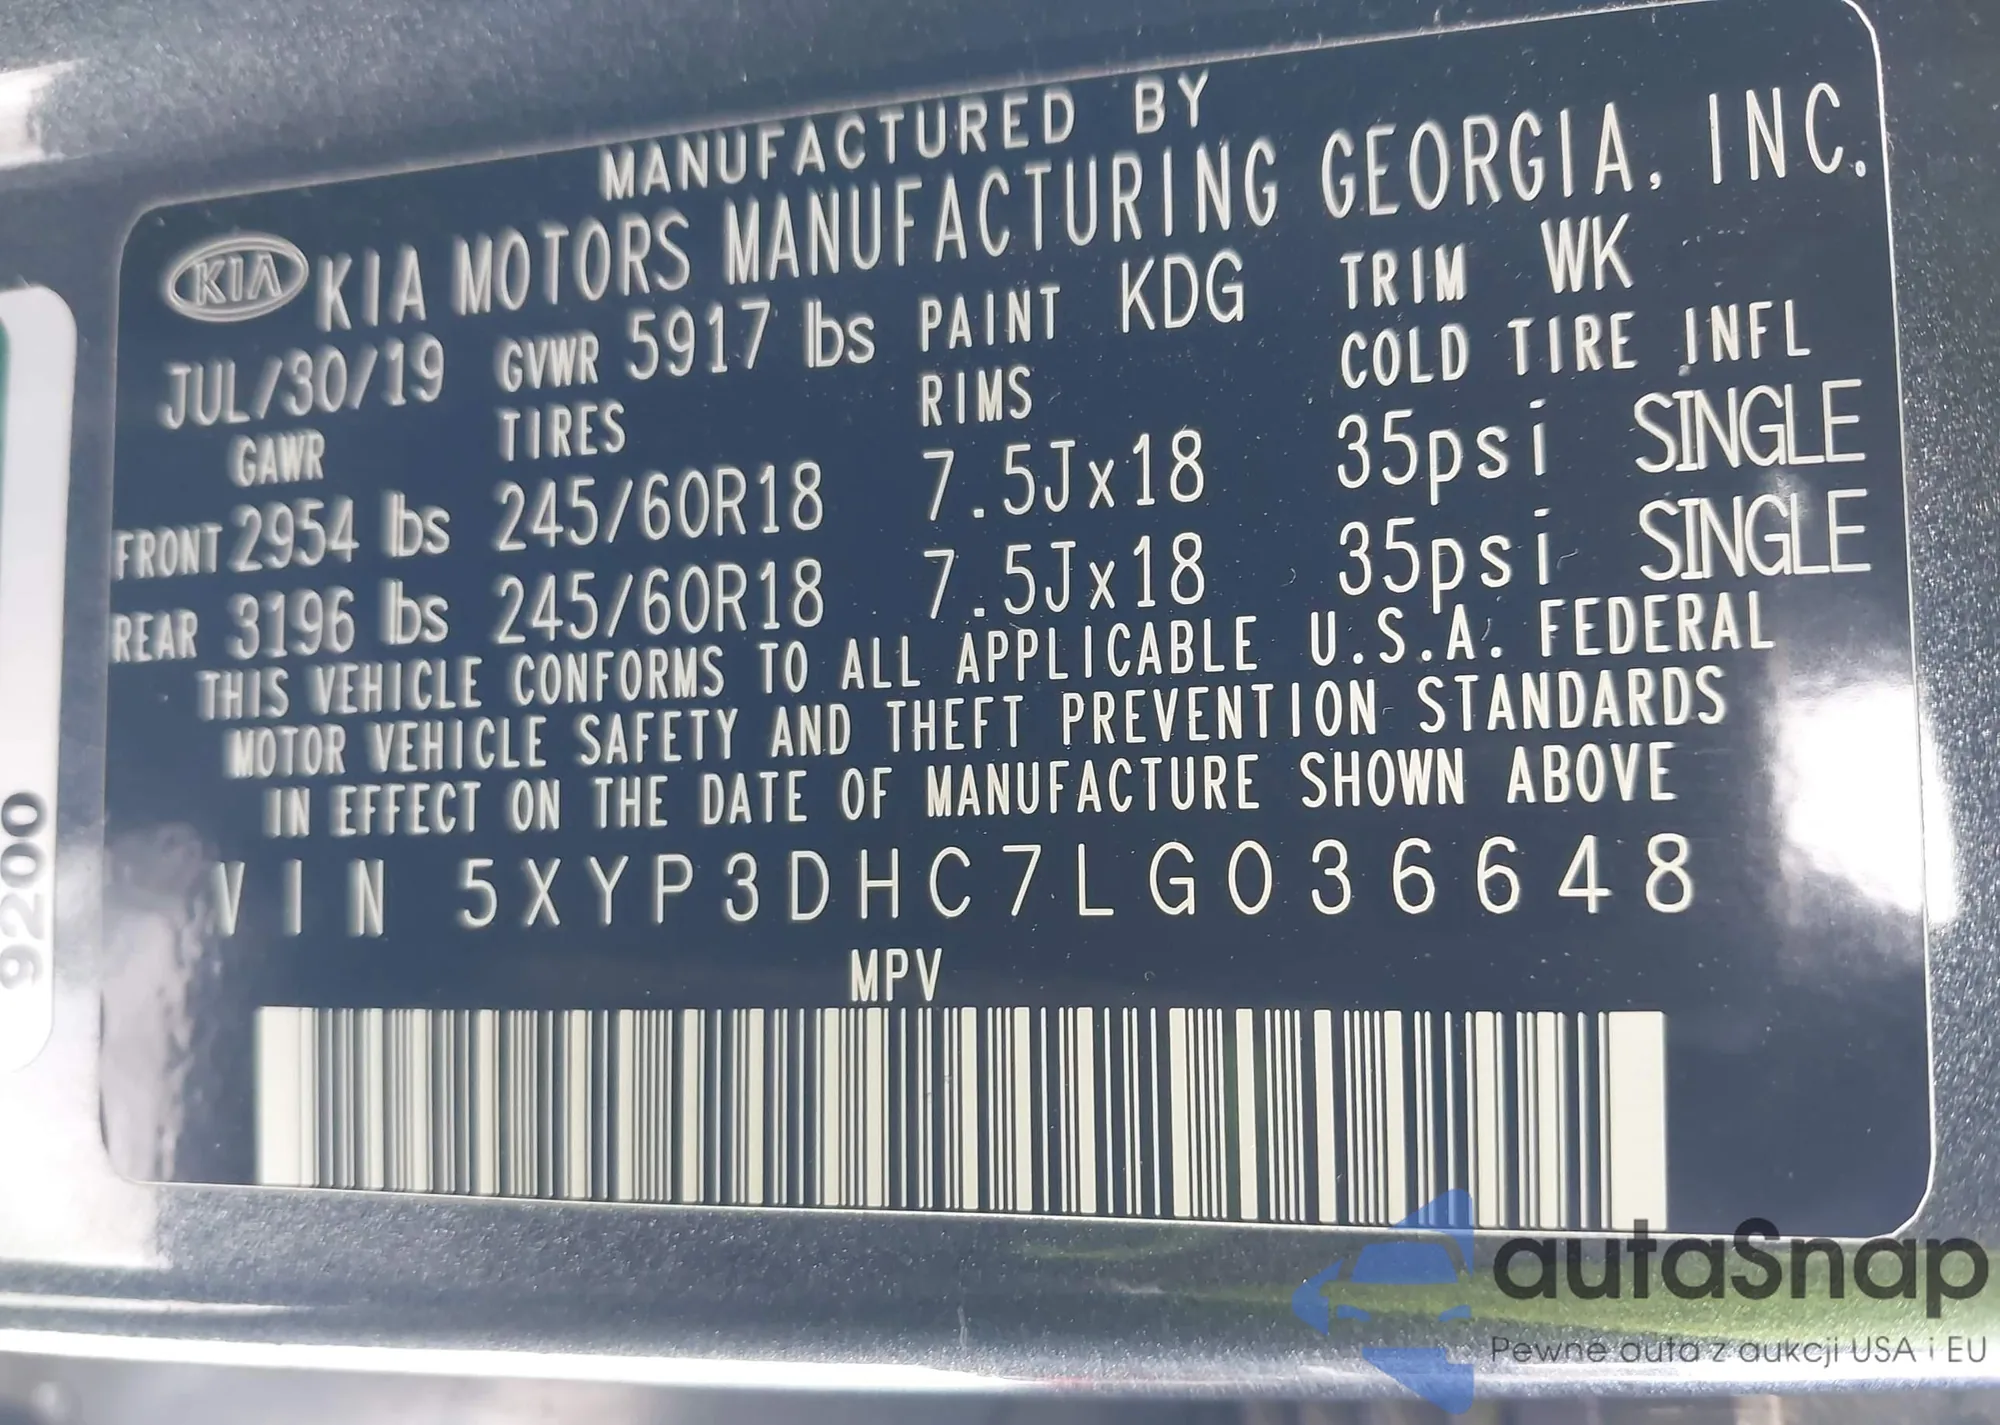 MANUFACTURED BY
KIA KIA MOTORS MANUFACTURING GEORGIA, INC.
JUL/30/19 GVWR 5917 lbs PAINT KDG TRIM WK
GAWR TIRES RIMS COLD TIRE INFL
FRONT 2954 lbs 245/60R18 7.5Jx18 35psi SINGLE
REAR 3196 lbs 245/60R18 7.5Jx18 35psi SINGLE
THIS VEHICLE CONFORMS TO ALL APPLICABLE U.S.A. FEDERAL
MOTOR VEHICLE SAFETY AND THEFT PREVENTION STANDARDS
IN EFFECT ON THE DATE OF MANUFACTURE SHOWN ABOVE
VIN 5XYP3DHC7LG036648
MPV
9200
autaSnap
Pewne auta z aukcji USA i EU